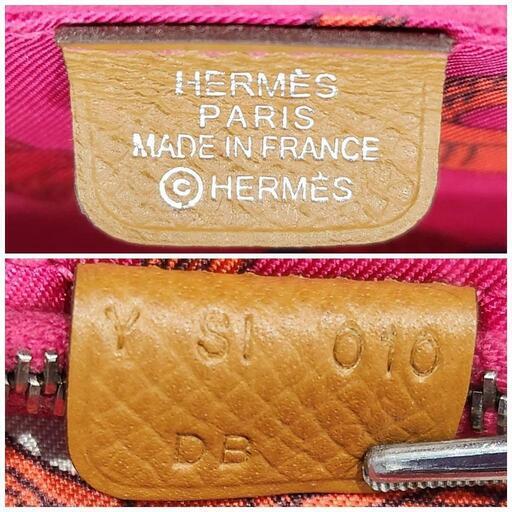 HERMÈS
PARIS
MADE IN FRANCE
©HERMÈS
Y SI 010
DB